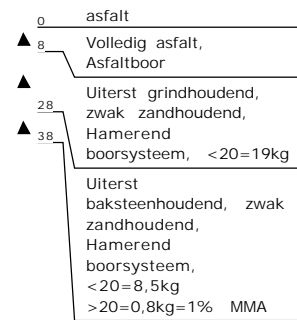 0
asfalt
8
Volledig asfalt,
Asfaltboor
Uiterst grindhoudend,
28
zwak zandhoudend,
Hamerend
38
boorsysteem, <20=19kg
Uiterst
baksteenhoudend, zwak
zandhoudend,
Hamerend
boorsysteem,
<20=8,5kg
>20=0,8kg=1% MMA